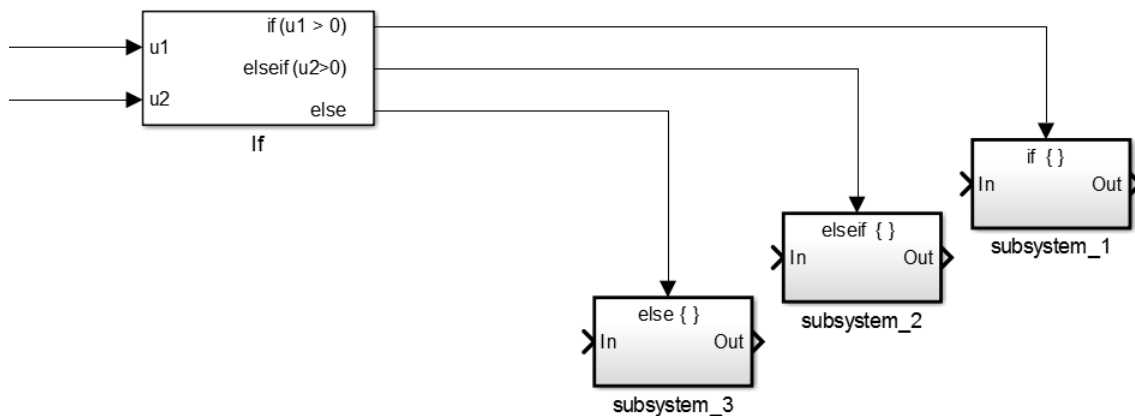 if(u1 > 0)
u1
elseif(u2>0)
u2
else
If
if { }
In Out
subsystem_1
elseif { }
In Out
subsystem_2
else { }
In Out
subsystem_3